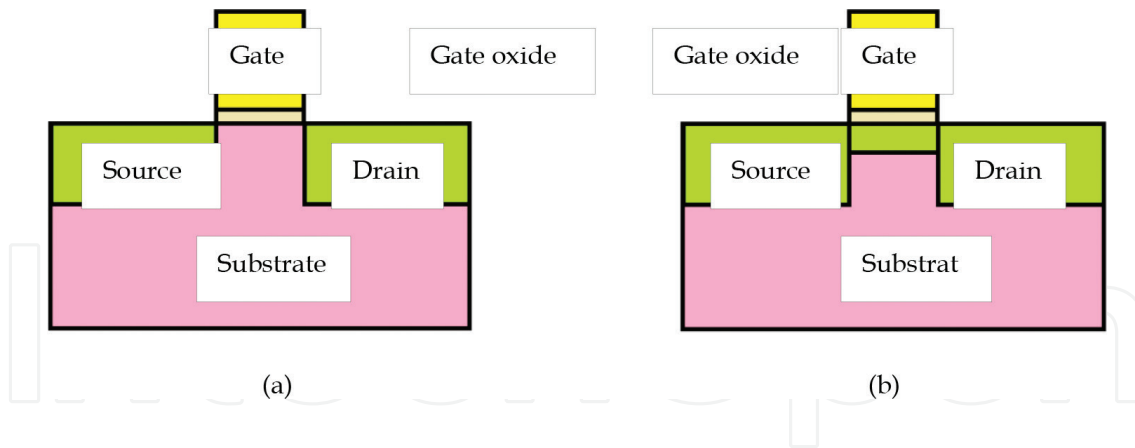 Gate
Gate oxide
Gate oxide
Gate
Source
Drain
Source
Drain
Substrate
Substrat
(a)
(b)